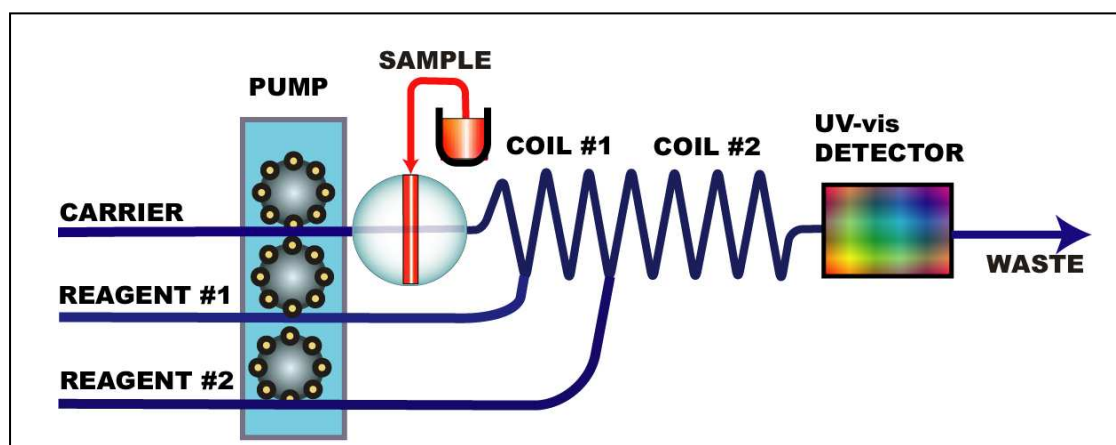 SAMPLE
PUMP
COIL #1
COIL #2
UV-vis
DETECTOR
CARRIER
WASTE
REAGENT #1
REAGENT #2